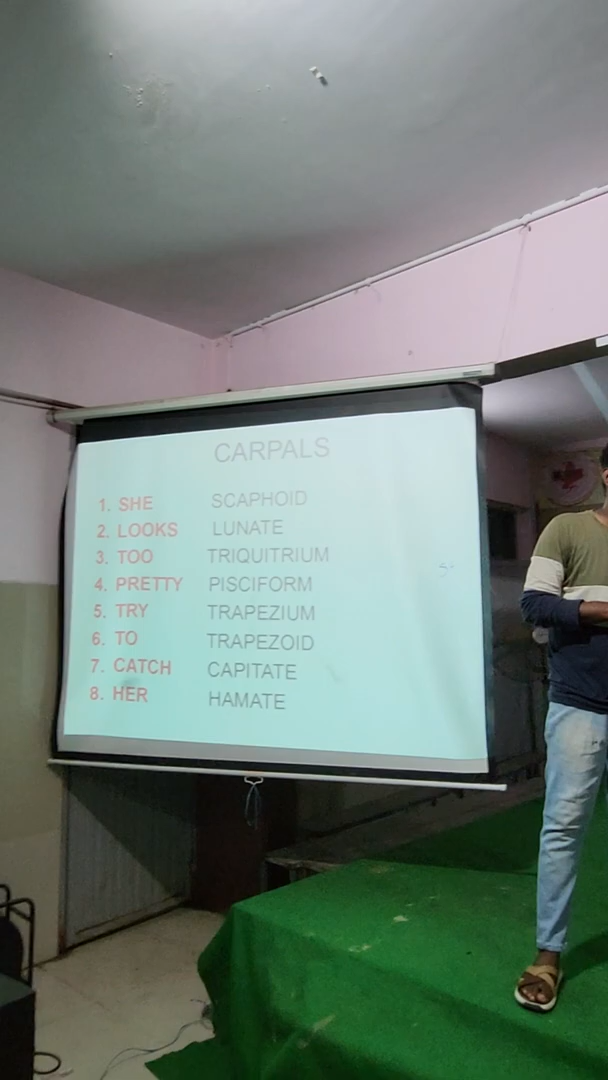 CARPALS
1. SHE SCAPHOID
2. LOOKS LUNATE
3. TOO TRIQUITRIUM
4. PRETTY PISCIFORM
5. TRY TRAPEZIUM
6. TO TRAPEZOID
7. CATCH CAPITATE
8. HER HAMATE